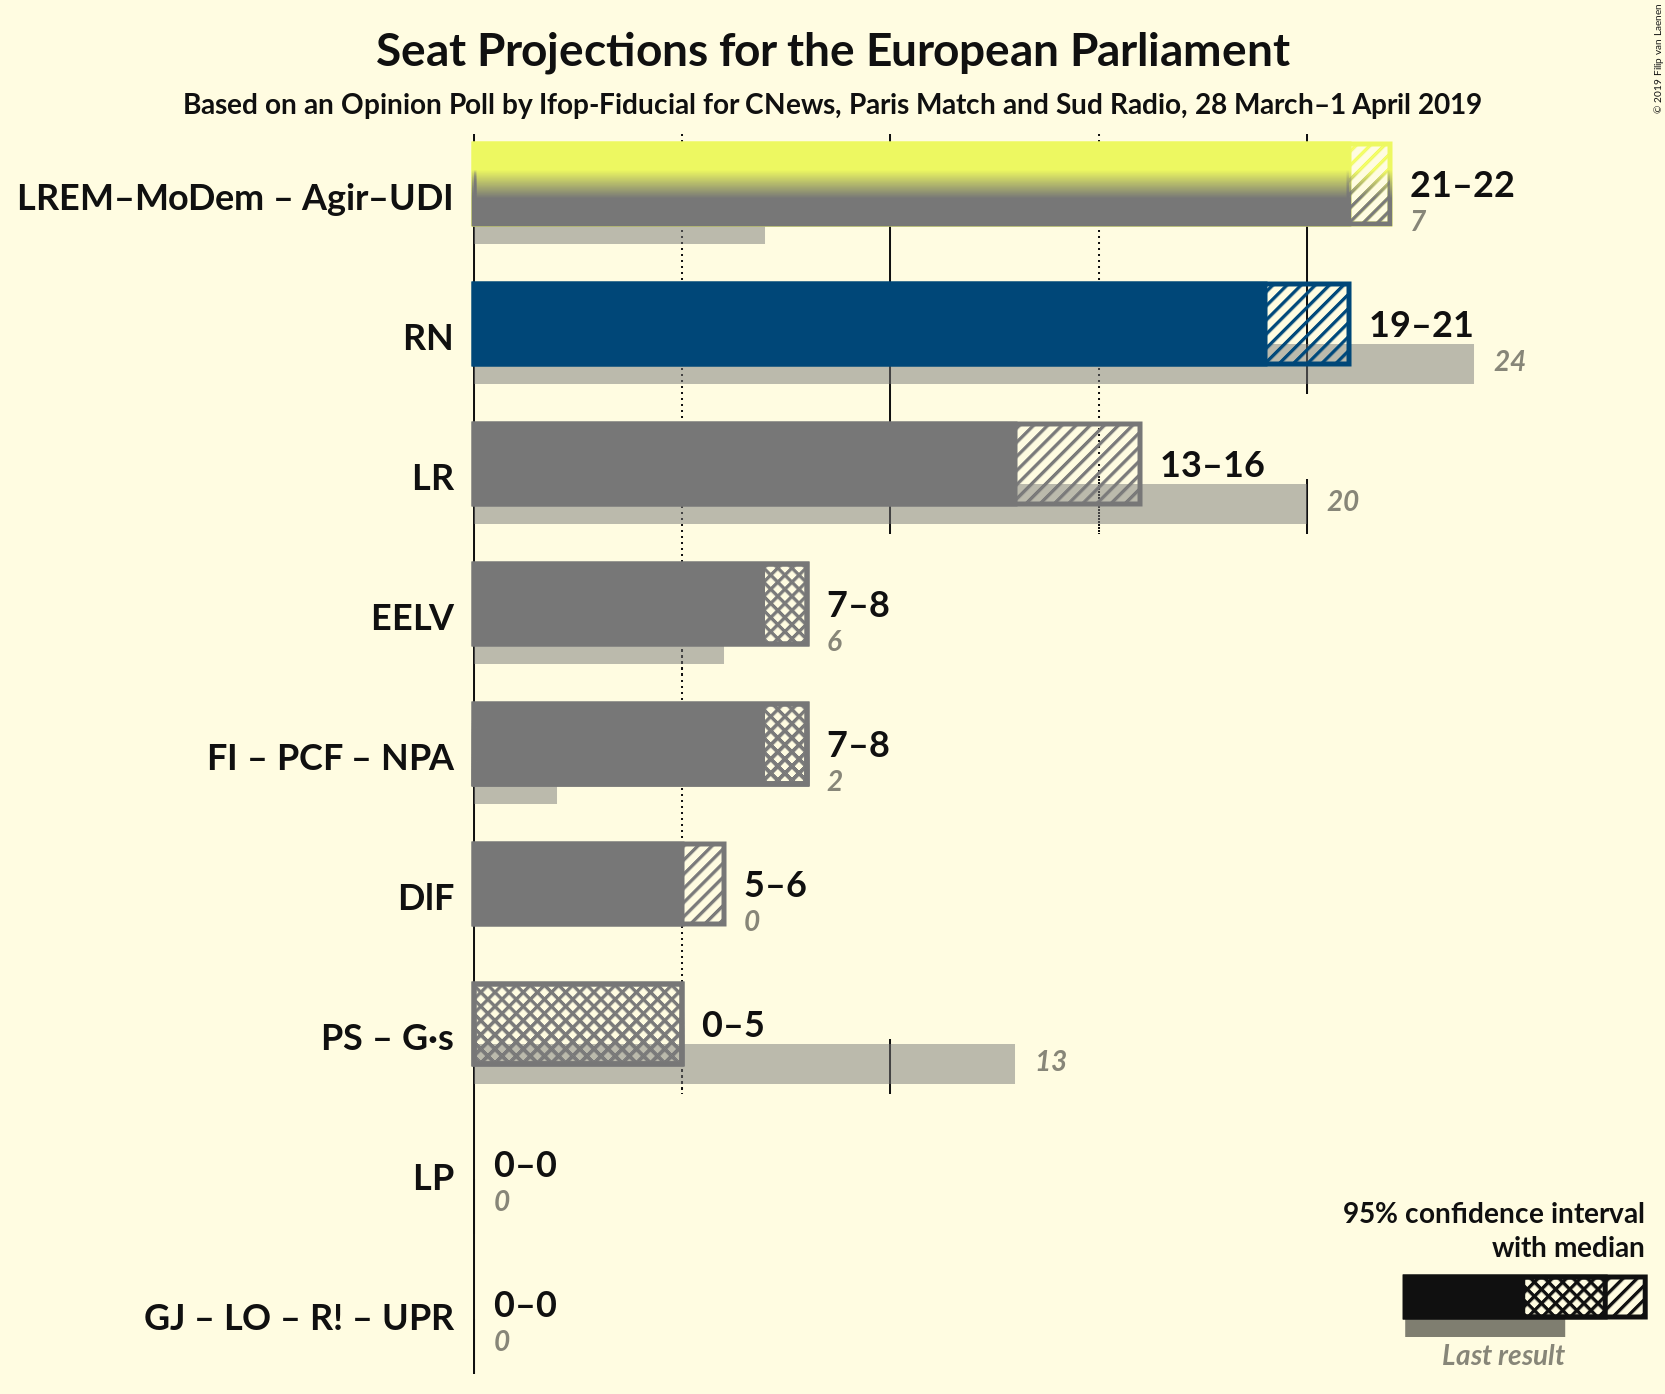 Seat Projections for the European Parliament
Based on an Opinion Poll by Ifop-Fiducial for CNews, Paris Match and Sud Radio, 28 March–1 April 2019
© 2019 Filip van Laenen
LREM–MoDem – Agir–UDI
21–22
7
RN
19–21
24
LR
13–16
20
EELV
7–8
6
FI – PCF – NPA
7–8
2
DlF
5–6
0
PS – G·s
0–5
13
LP
0–0
0
GJ – LO – R! – UPR
0–0
0
95% confidence interval
with median
Last result